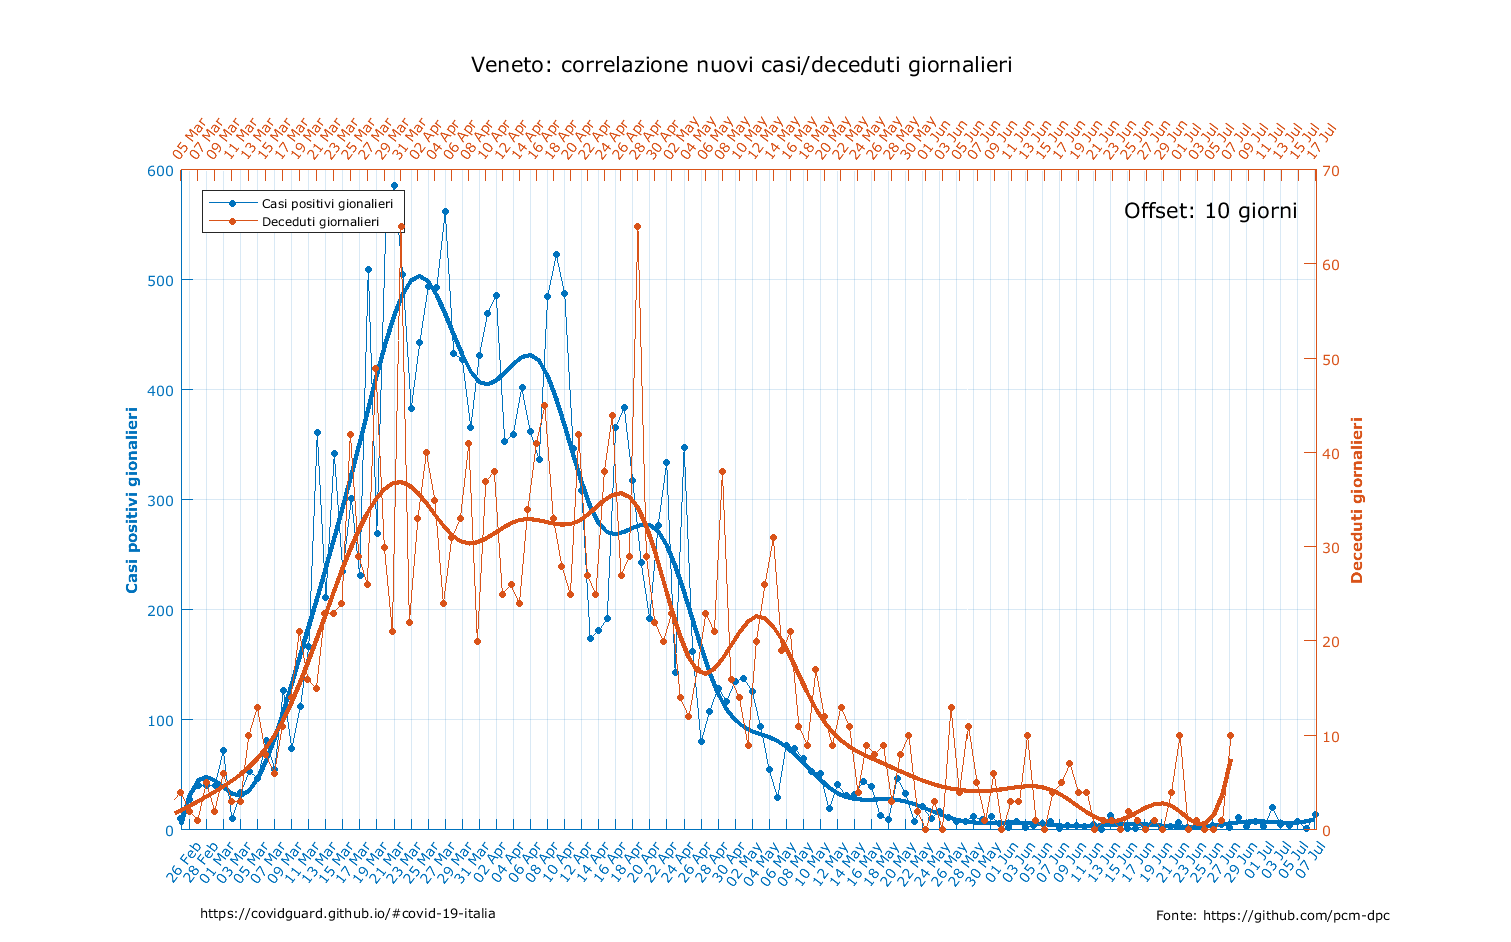 Veneto: correlazione nuovi casi/deceduti giornalieri
05 Mar 07 Mar 09 Mar 11 Mar 13 Mar 15 Mar 17 Mar 19 Mar 21 Mar 23 Mar 25 Mar 27 Mar 29 Mar 31 Mar 02 Apr 04 Apr 06 Apr 08 Apr 10 Apr 12 Apr 14 Apr 16 Apr 18 Apr 20 Apr 22 Apr 24 Apr 26 Apr 28 Apr 30 Apr 02 May 04 May 06 May 08 May 10 May 12 May 14 May 16 May 18 May 20 May 22 May 24 May 26 May 28 May 30 May 01 Jun 03 Jun 05 Jun 07 Jun 09 Jun 11 Jun 13 Jun 15 Jun 17 Jun 19 Jun 21 Jun 23 Jun 25 Jun 27 Jun 29 Jun 01 Jul 03 Jul 05 Jul 07 Jul 09 Jul 11 Jul 13 Jul 15 Jul 17 Jul
600
500
400
300
200
100
0
Casi positivi gionalieri
Casi positivi gionalieri
Deceduti giornalieri
Offset: 10 giorni
70
60
50
40
30
20
10
0
Deceduti giornalieri
26 Feb 28 Feb 01 Mar 03 Mar 05 Mar 07 Mar 09 Mar 11 Mar 13 Mar 15 Mar 17 Mar 19 Mar 21 Mar 23 Mar 25 Mar 27 Mar 29 Mar 31 Mar 02 Apr 04 Apr 06 Apr 08 Apr 10 Apr 12 Apr 14 Apr 16 Apr 18 Apr 20 Apr 22 Apr 24 Apr 26 Apr 28 Apr 30 Apr 02 May 04 May 06 May 08 May 10 May 12 May 14 May 16 May 18 May 20 May 22 May 24 May 26 May 28 May 30 May 01 Jun 03 Jun 05 Jun 07 Jun 09 Jun 11 Jun 13 Jun 15 Jun 17 Jun 19 Jun 21 Jun 23 Jun 25 Jun 27 Jun 29 Jun 01 Jul 03 Jul 05 Jul 07 Jul
https://covidguard.github.io/#covid-19-italia
Fonte: https://github.com/pcm-dpc